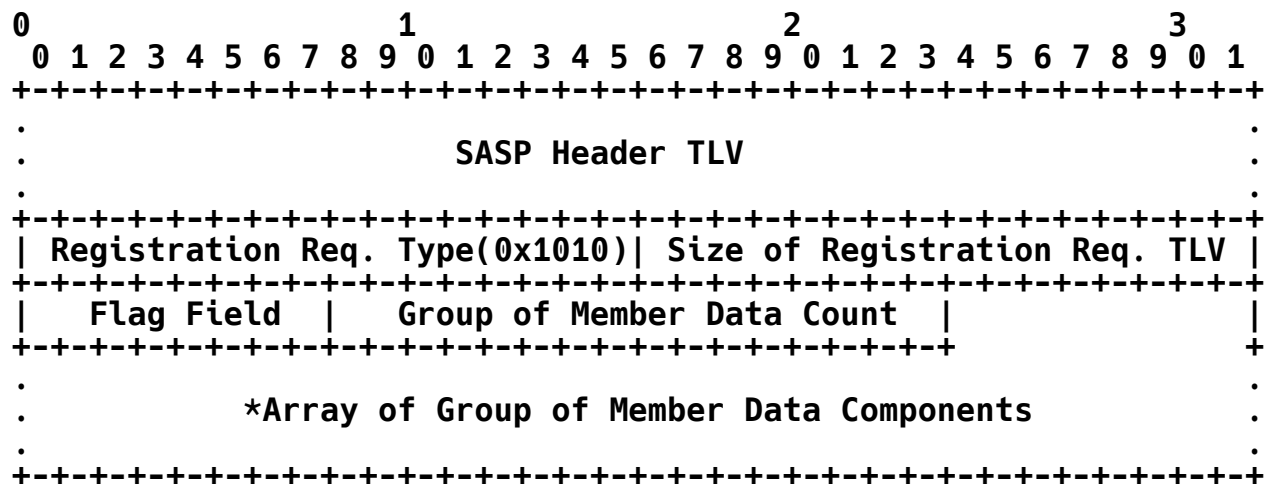 0                   1                   2                   3
 0 1 2 3 4 5 6 7 8 9 0 1 2 3 4 5 6 7 8 9 0 1 2 3 4 5 6 7 8 9 0 1
+-+-+-+-+-+-+-+-+-+-+-+-+-+-+-+-+-+-+-+-+-+-+-+-+-+-+-+-+-+-+-+-+
.                                                               .
.                      SASP Header TLV                          .
.                                                               .
+-+-+-+-+-+-+-+-+-+-+-+-+-+-+-+-+-+-+-+-+-+-+-+-+-+-+-+-+-+-+-+-+
| Registration Req. Type(0x1010)| Size of Registration Req. TLV |
+-+-+-+-+-+-+-+-+-+-+-+-+-+-+-+-+-+-+-+-+-+-+-+-+-+-+-+-+-+-+-+-+
|   Flag Field  |   Group of Member Data Count  |               |
+-+-+-+-+-+-+-+-+-+-+-+-+-+-+-+-+-+-+-+-+-+-+-+-+               +
.                                                               .
.           *Array of Group of Member Data Components           .
.                                                               .
+-+-+-+-+-+-+-+-+-+-+-+-+-+-+-+-+-+-+-+-+-+-+-+-+-+-+-+-+-+-+-+-+